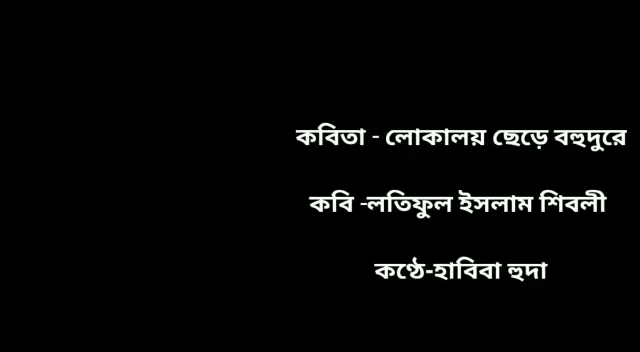 কবিতা - লোকালয় ছেড়ে বহুদুরে
কবি -লতিফুল ইসলাম শিবলী
কণ্ঠে-হাবিবা হুদা